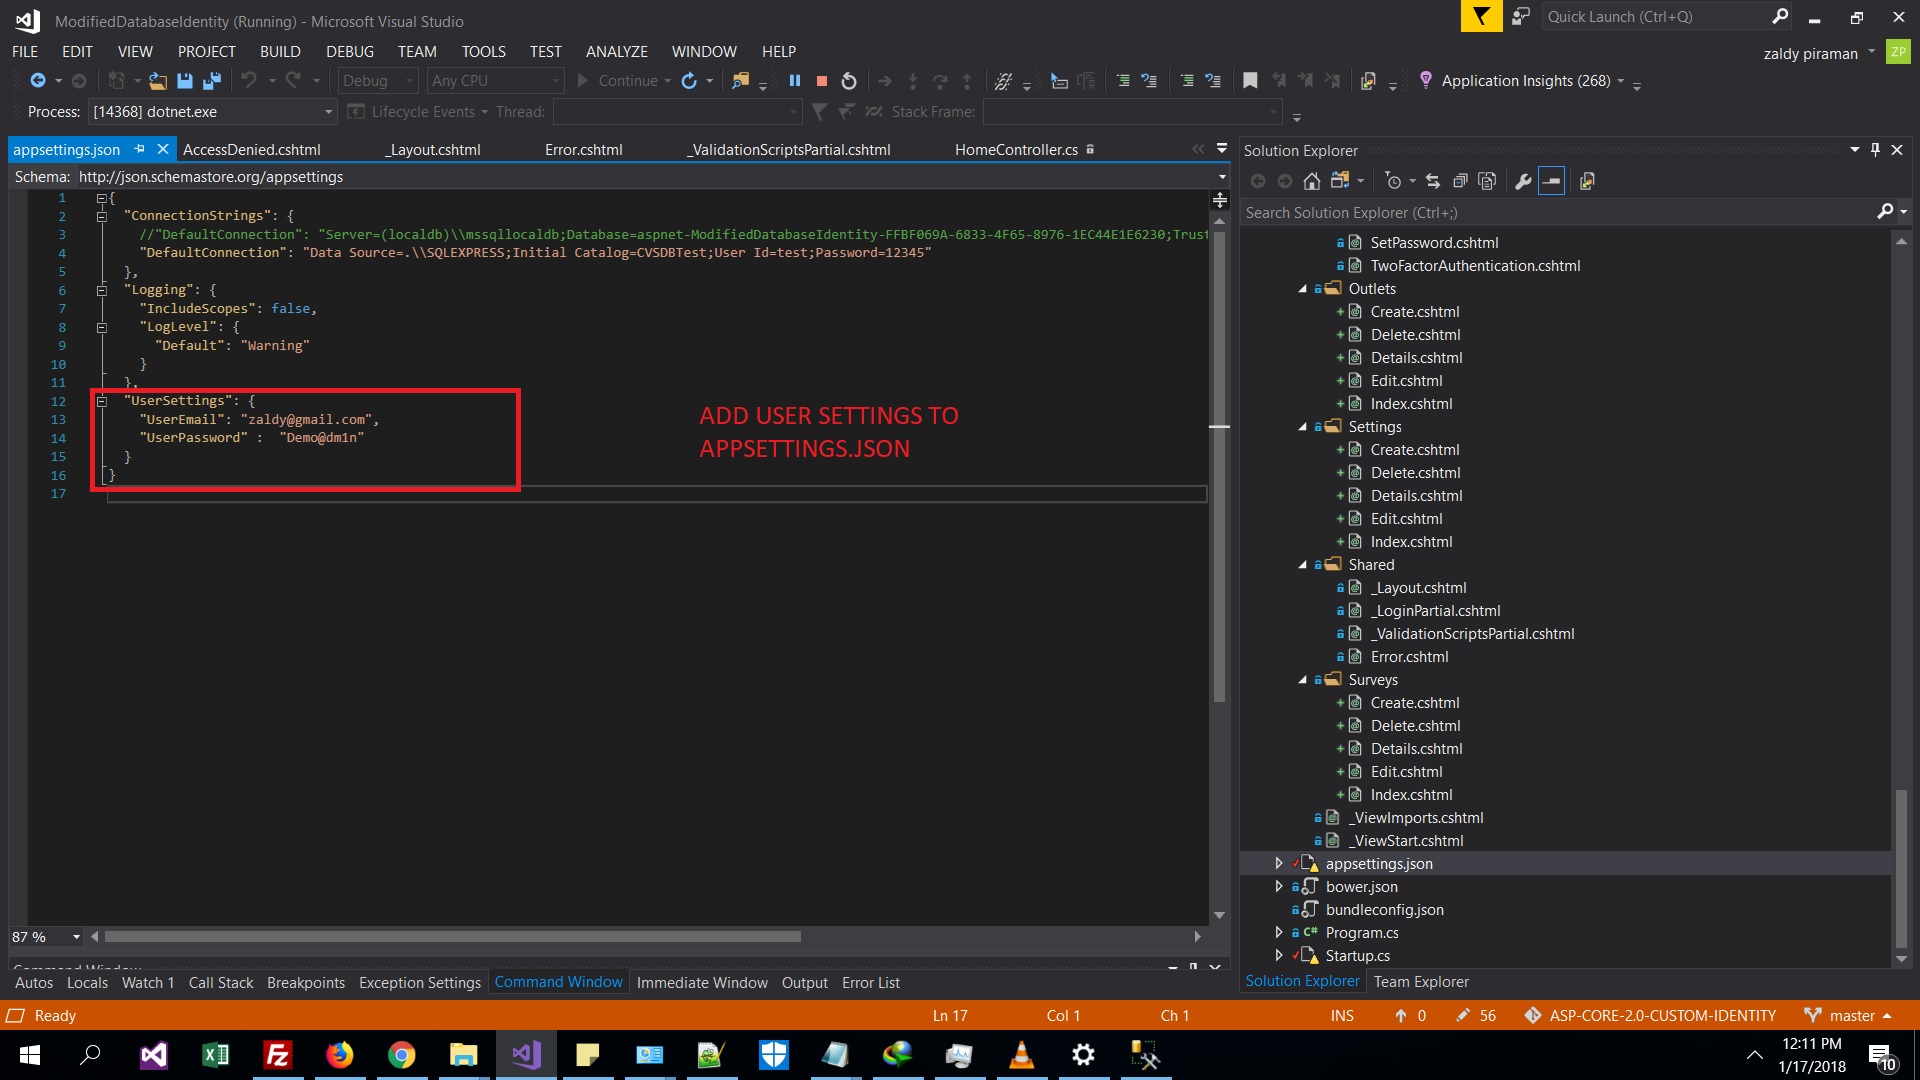 ModifiedDatabaseIdentity (Running) - Microsoft Visual Studio
Quick Launch (Ctrl+Q)
FILE EDIT VIEW PROJECT BUILD DEBUG TEAM TOOLS TEST ANALYZE WINDOW HELP
zaldy piraman ZP
Debug Any CPU Continue Application Insights (268)
Process: [14368] dotnet.exe Lifecycle Events Thread: Stack Frame:
appsettings.json AccessDenied.cshtml _Layout.cshtml Error.cshtml _ValidationScriptsPartial.cshtml HomeController.cs
Schema: http://json.schemastore.org/appsettings
1 {
2 "ConnectionStrings": {
3 //"DefaultConnection": "Server=(localdb)\\mssqllocaldb;Database=aspnet-ModifiedDatabaseIdentity-FFBF069A-6833-4F65-8976-1EC44E1E6230;Trust
4 "DefaultConnection": "Data Source=.\\SQLEXPRESS;Initial Catalog=CVSDBTest;User Id=test;Password=12345"
5 },
6 "Logging": {
7 "IncludeScopes": false,
8 "LogLevel": {
9 "Default": "Warning"
10 }
11 },
12 "UserSettings": {
13 "UserEmail": "zaldy@gmail.com",
14 "UserPassword" : "Demo@dm1n"
15 }
16 }
17
ADD USER SETTINGS TO
APPSETTINGS.JSON
87 %
Solution Explorer
Search Solution Explorer (Ctrl+;)
SetPassword.cshtml
TwoFactorAuthentication.cshtml
Outlets
Create.cshtml
Delete.cshtml
Details.cshtml
Edit.cshtml
Index.cshtml
Settings
Create.cshtml
Delete.cshtml
Details.cshtml
Edit.cshtml
Index.cshtml
Shared
_Layout.cshtml
_LoginPartial.cshtml
_ValidationScriptsPartial.cshtml
Error.cshtml
Surveys
Create.cshtml
Delete.cshtml
Details.cshtml
Edit.cshtml
Index.cshtml
_ViewImports.cshtml
_ViewStart.cshtml
appsettings.json
bower.json
bundleconfig.json
C# Program.cs
Startup.cs
Solution Explorer Team Explorer
Command Window
Autos Locals Watch 1 Call Stack Breakpoints Exception Settings Command Window Immediate Window Output Error List
Ready Ln 17 Col 1 Ch 1 INS 0 56 ASP-CORE-2.0-CUSTOM-IDENTITY master
12:11 PM
1/17/2018
10